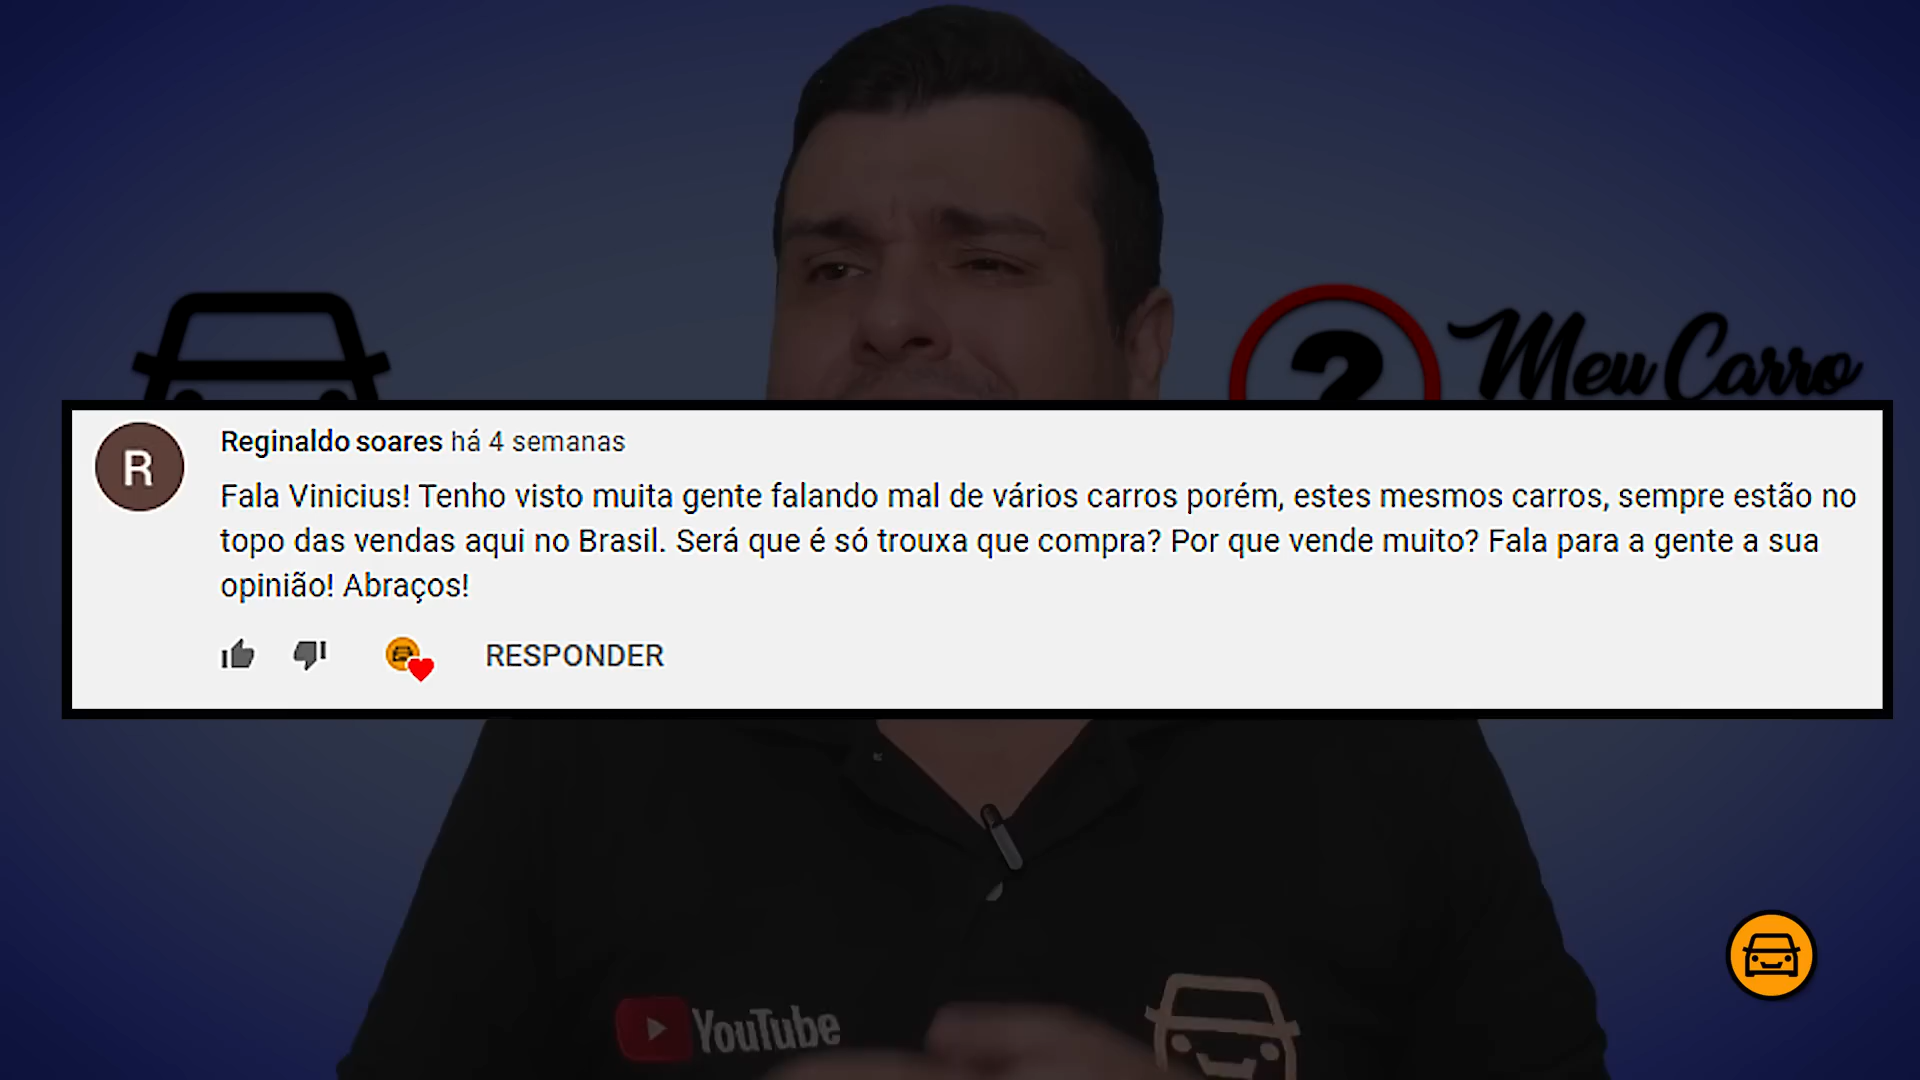 ? Meu Carro
R
Reginaldo soares há 4 semanas
Fala Vinicius! Tenho visto muita gente falando mal de vários carros porém, estes mesmos carros, sempre estão no
topo das vendas aqui no Brasil. Será que é só trouxa que compra? Por que vende muito? Fala para a gente a sua
opinião! Abraços!
RESPONDER
YouTube